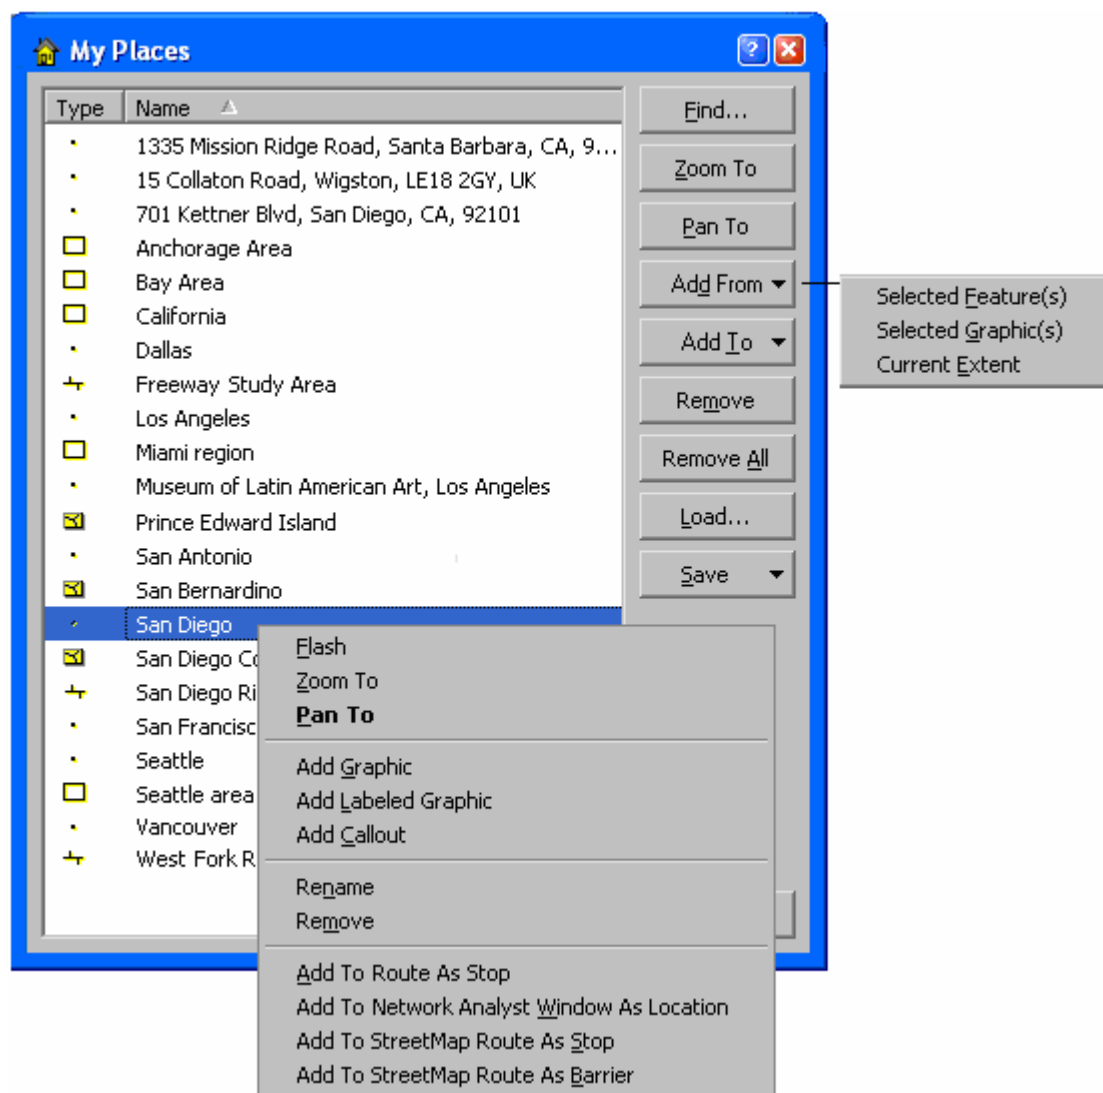 My Places
Type Name
1335 Mission Ridge Road, Santa Barbara, CA, 9...
15 Collaton Road, Wigston, LE18 2GY, UK
701 Kettner Blvd, San Diego, CA, 92101
Anchorage Area
Bay Area
California
Dallas
Freeway Study Area
Los Angeles
Miami region
Museum of Latin American Art, Los Angeles
Prince Edward Island
San Antonio
San Bernardino
San Diego
San Diego Co
San Diego Ri
San Francisc
Seattle
Seattle area
Vancouver
West Fork R
Find...
Zoom To
Pan To
Add From
Add To
Remove
Remove All
Load...
Save
Selected Feature(s)
Selected Graphic(s)
Current Extent
Flash
Zoom To
Pan To
Add Graphic
Add Labeled Graphic
Add Callout
Rename
Remove
Add To Route As Stop
Add To Network Analyst Window As Location
Add To StreetMap Route As Stop
Add To StreetMap Route As Barrier